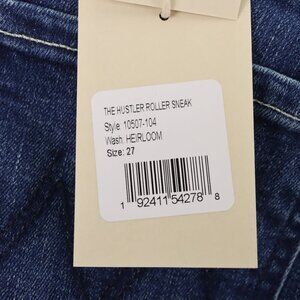 THE HUSTLER ROLLER SNEAK
Style: 10507-104
Wash: HEIRLOOM
Size: 27
1 92411 54278 8